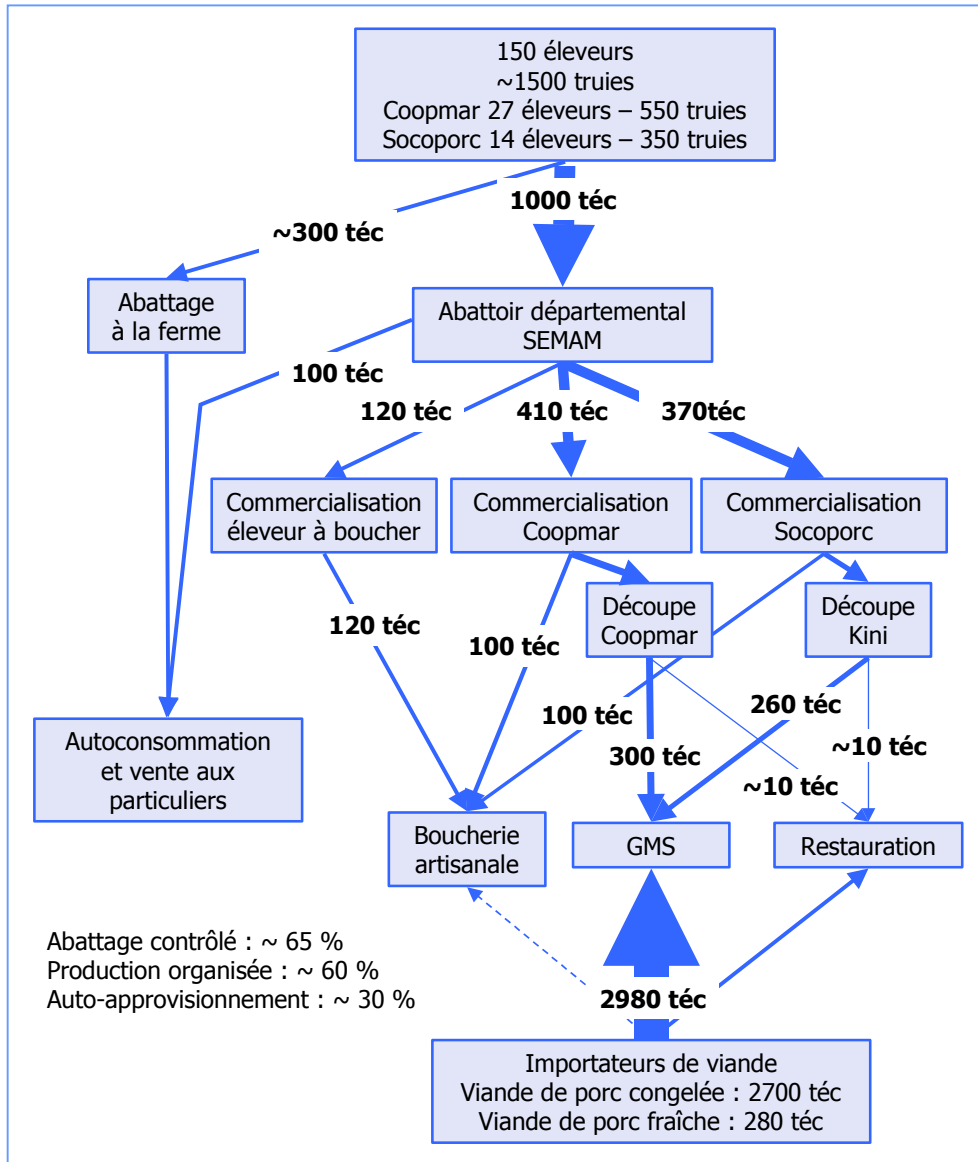 150 éleveurs
~1500 truies
Coopmar 27 éleveurs – 550 truies
Socoporc 14 éleveurs – 350 truies
1000 téc
~300 téc
Abattage
à la ferme
Abattoir départemental
SEMAM
100 téc
120 téc
410 téc
370téc
Commercialisation
éleveur à boucher
Commercialisation
Coopmar
Commercialisation
Socoporc
Découpe
Coopmar
Découpe
Kini
120 téc
100 téc
100 téc
260 téc
300 téc
~10 téc
~10 téc
Autoconsommation
et vente aux
particuliers
Boucherie
artisanale
GMS
Restauration
Abattage contrôlé : ~ 65 %
Production organisée : ~ 60 %
Auto-approvisionnement : ~ 30 %
2980 téc
Importateurs de viande
Viande de porc congelée : 2700 téc
Viande de porc fraîche : 280 téc